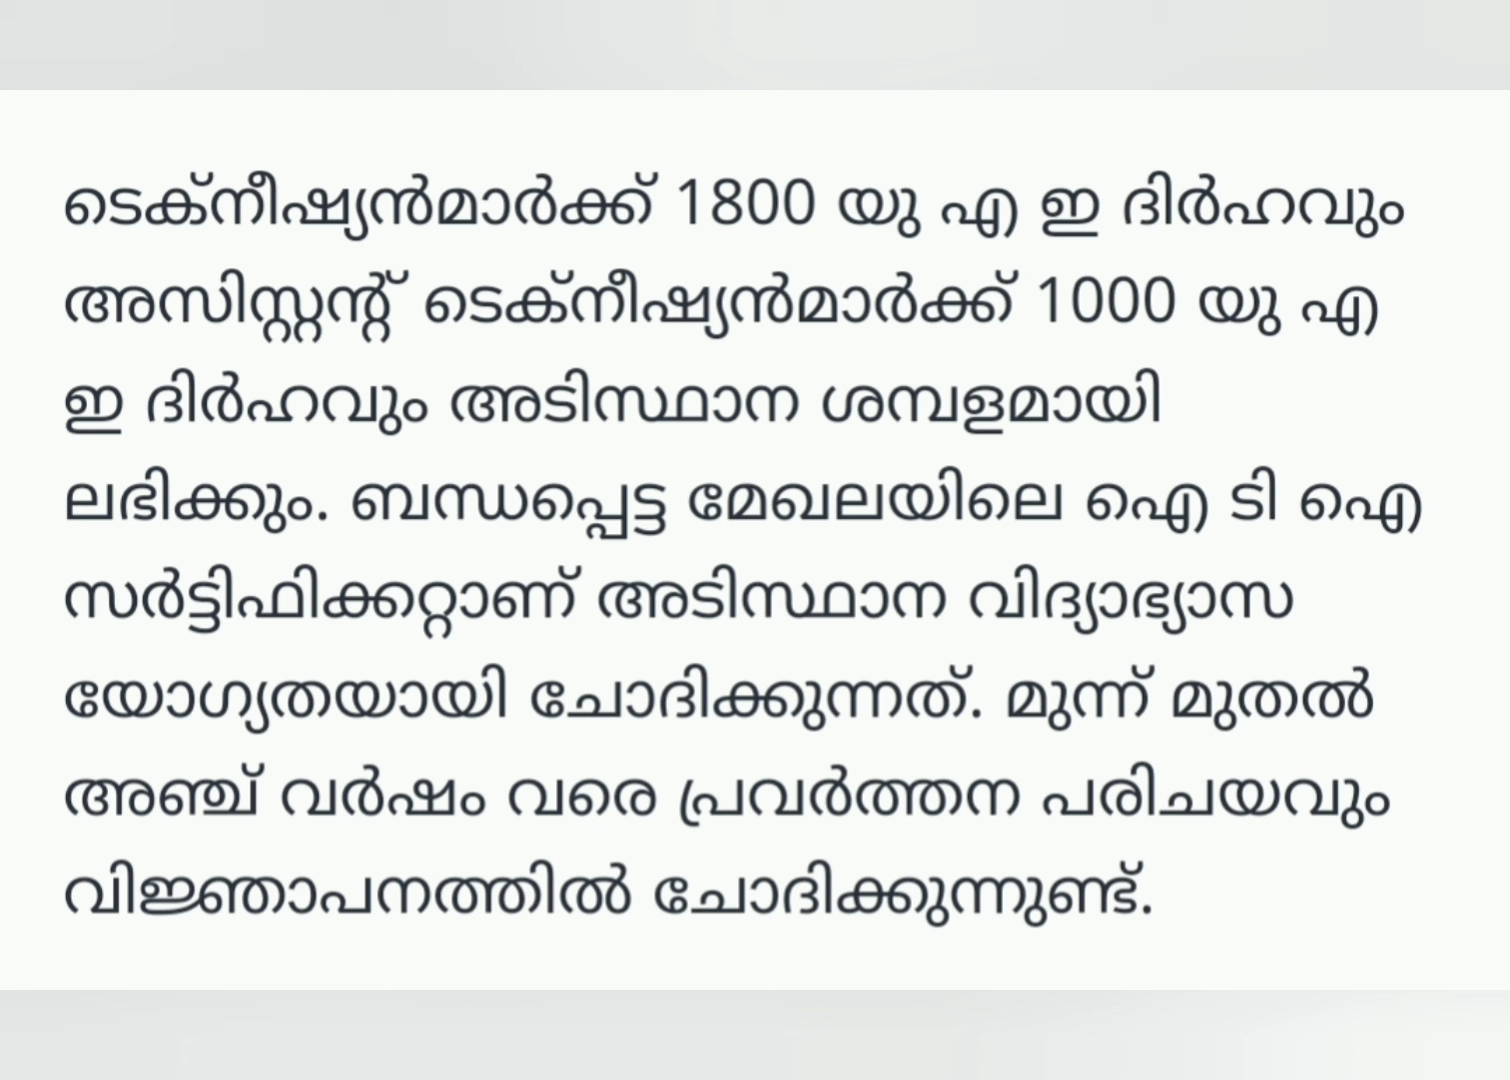 ടെക്നീഷ്യൻമാർക്ക് 1800 യു എ ഇ ദിർഹവും
അസിസ്റ്റന്റ് ടെക്നീഷ്യൻമാർക്ക് 1000 യു എ
ഇ ദിർഹവും അടിസ്ഥാന ശമ്പളമായി
ലഭിക്കും. ബന്ധപ്പെട്ട മേഖലയിലെ ഐ ടി ഐ
സർട്ടിഫിക്കറ്റാണ് അടിസ്ഥാന വിദ്യാഭ്യാസ
യോഗ്യതയായി ചോദിക്കുന്നത്. മുന്ന് മുതൽ
അഞ്ച് വർഷം വരെ പ്രവർത്തന പരിചയവും
വിജ്ഞാപനത്തിൽ ചോദിക്കുന്നുണ്ട്.